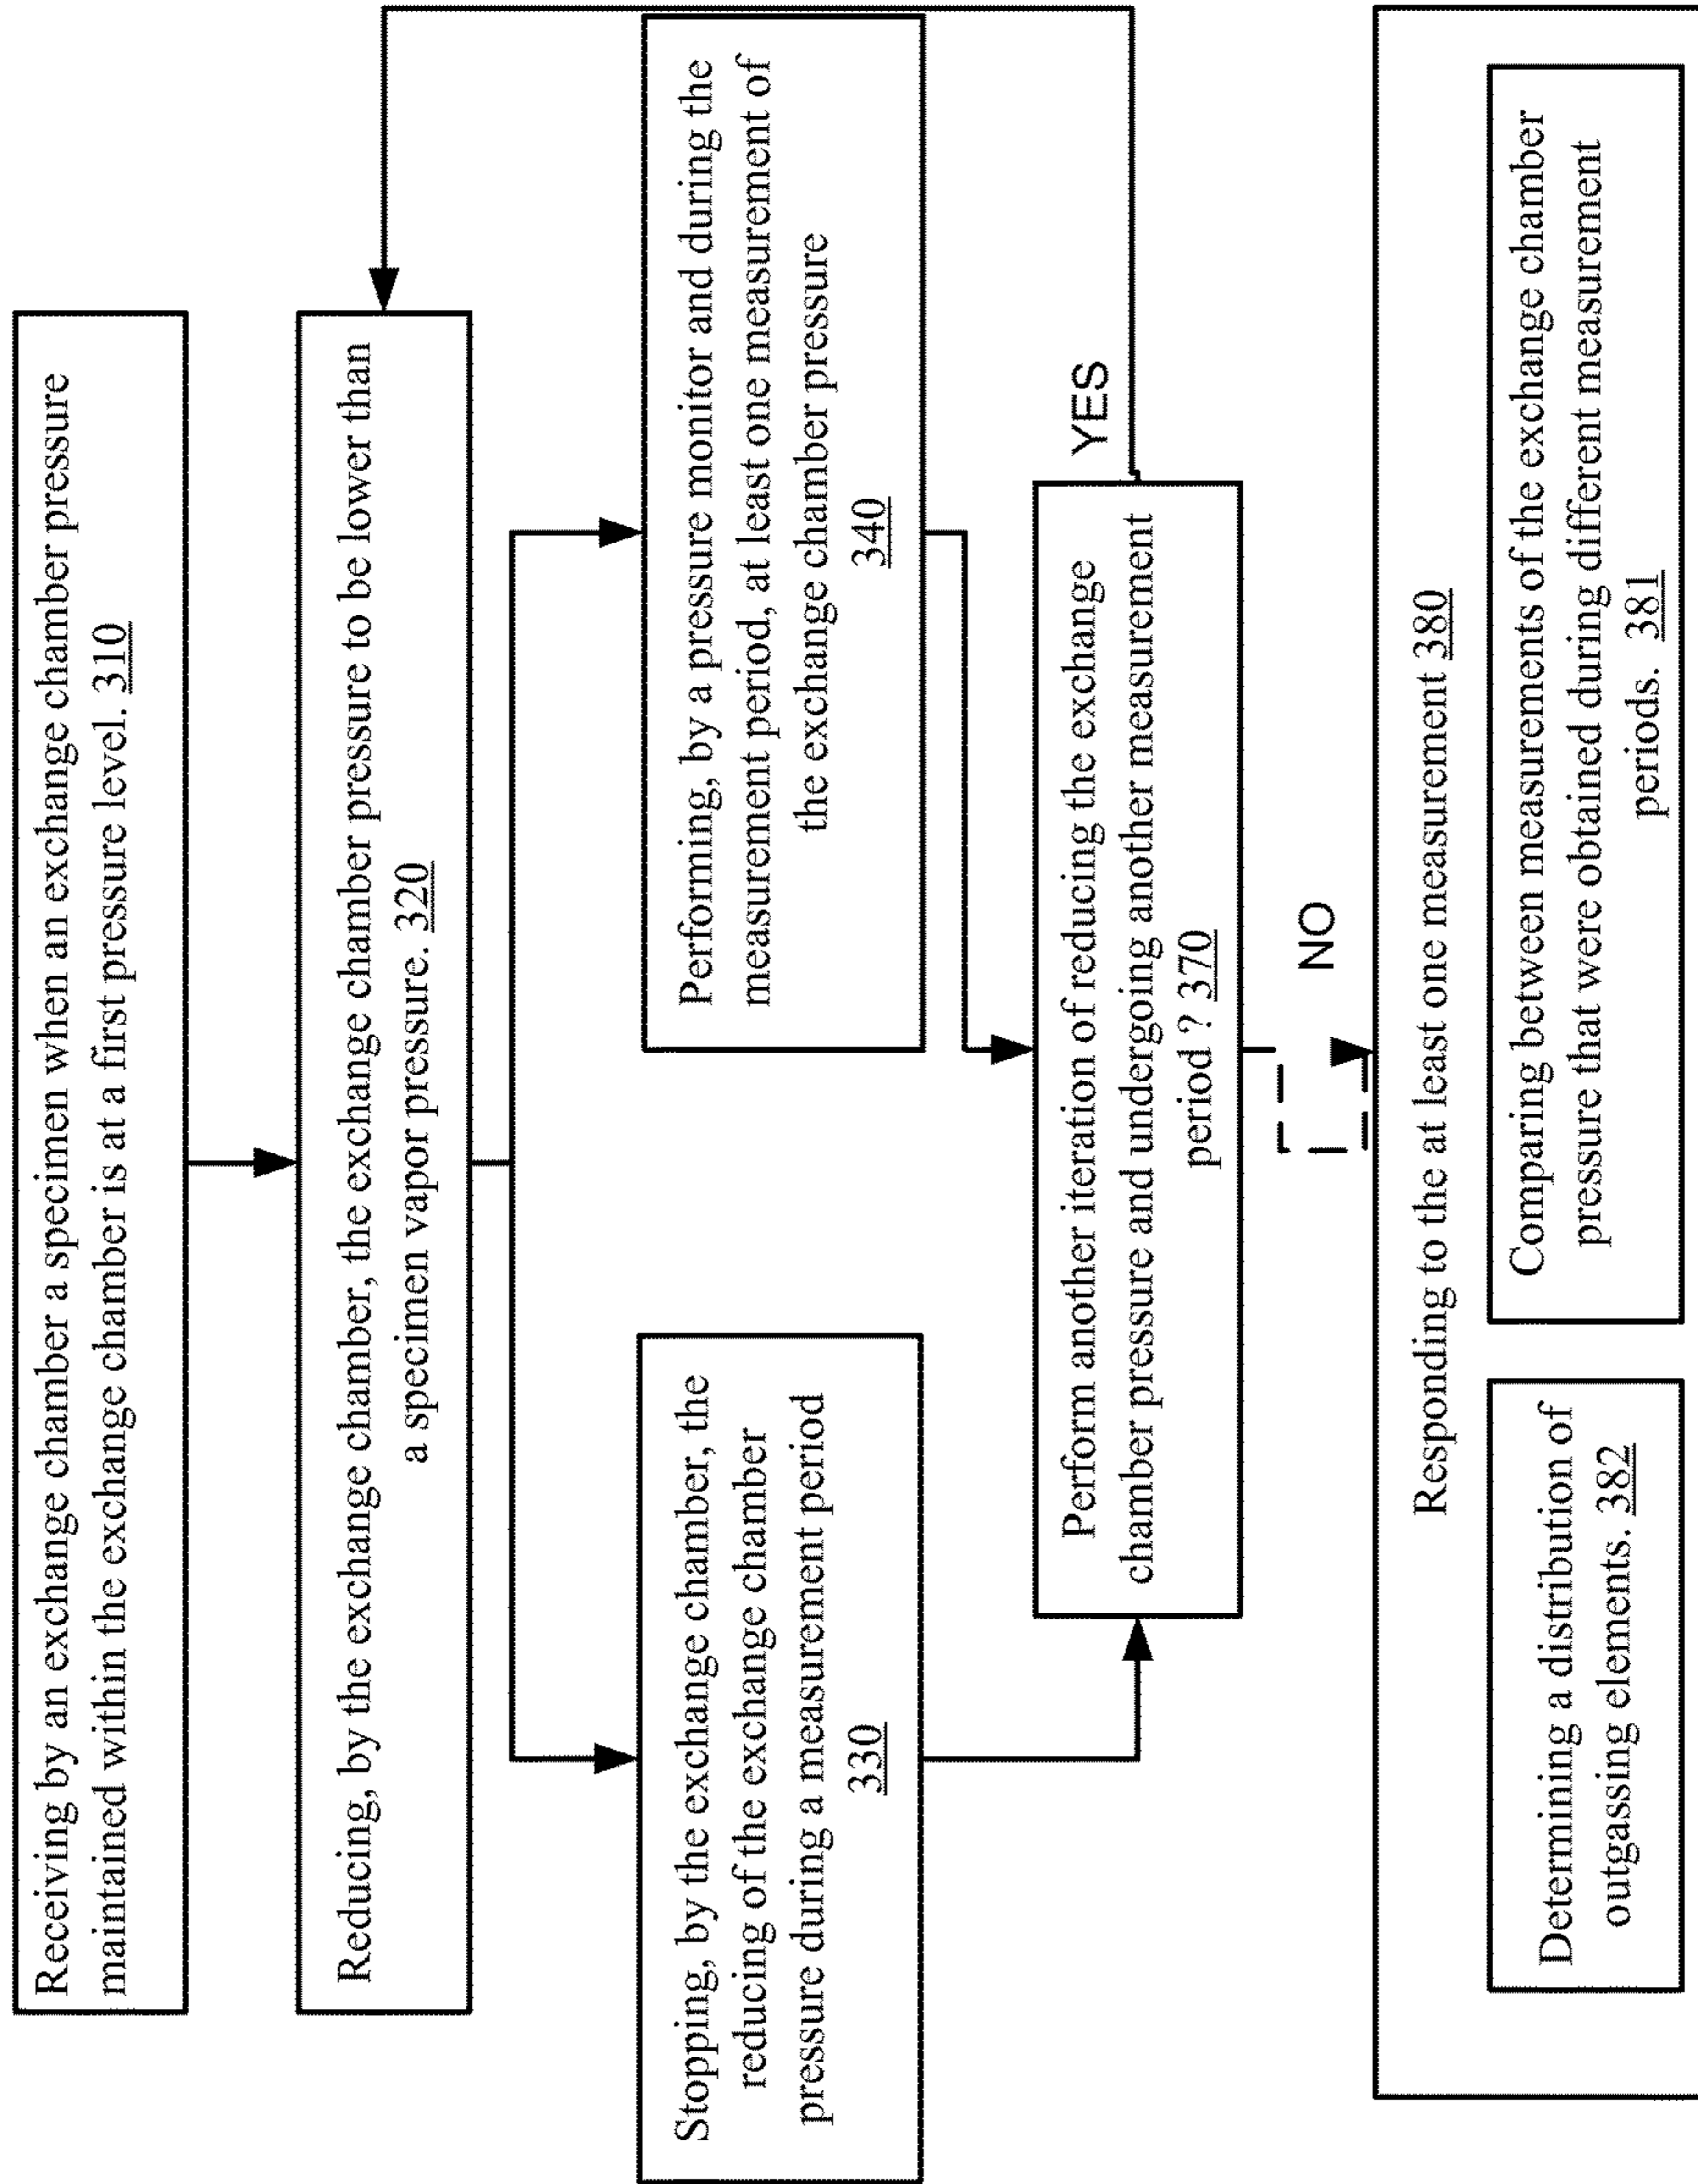 Receiving by an exchange chamber a specimen when an exchange chamber pressure
maintained within the exchange chamber is at a first pressure level. 310
Reducing, by the exchange chamber, the exchange chamber pressure to be lower than
a specimen vapor pressure. 320
Stopping, by the exchange chamber, the
reducing of the exchange chamber
pressure during a measurement period
330
Performing, by a pressure monitor and during the
measurement period, at least one measurement of
the exchange chamber pressure
340
Perform another iteration of reducing the exchange
chamber pressure and undergoing another measurement
period ? 370
YES
NO
Responding to the at least one measurement 380
Determining a distribution of
outgassing elements. 382
Comparing between measurements of the exchange chamber
pressure that were obtained during different measurement
periods. 381